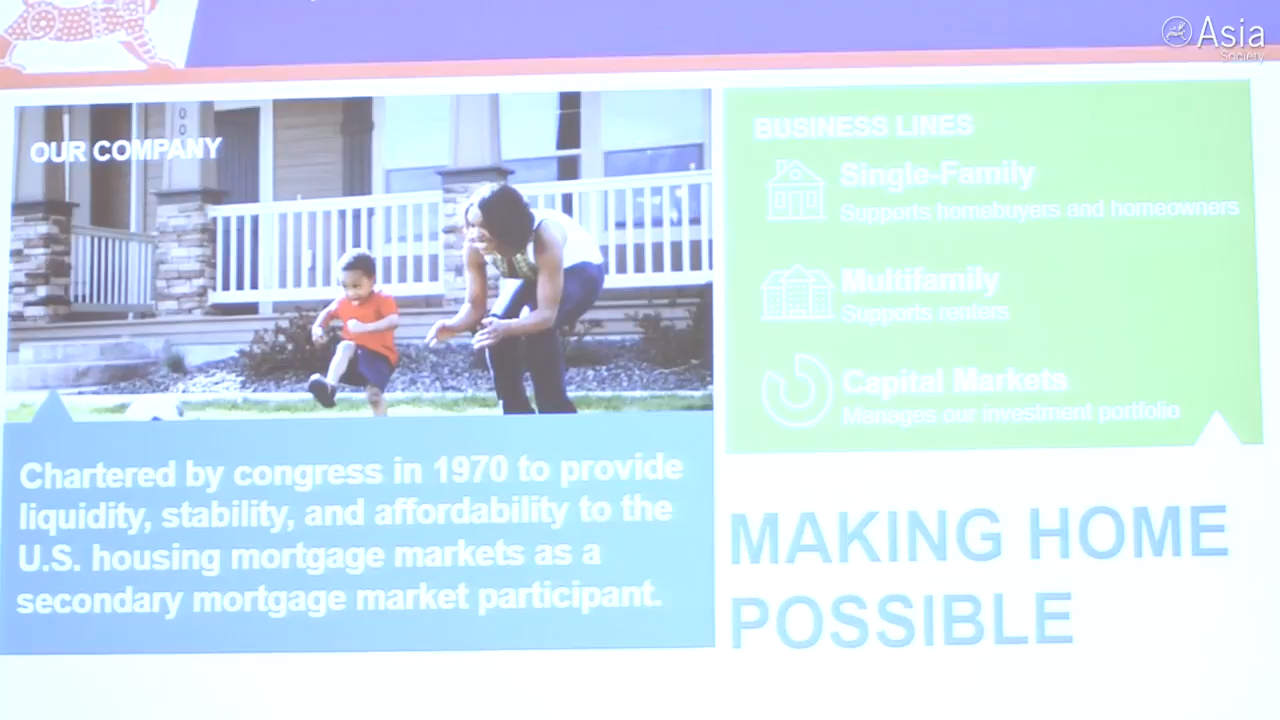 Asia
Society
OUR COMPANY
Chartered by congress in 1970 to provide
liquidity, stability, and affordability to the
U.S. housing mortgage markets as a
secondary mortgage market participant.
BUSINESS LINES
Single-Family
Supports homebuyers and homeowners
Multifamily
Supports renters
Capital Markets
Manages our investment portfolio
MAKING HOME
POSSIBLE